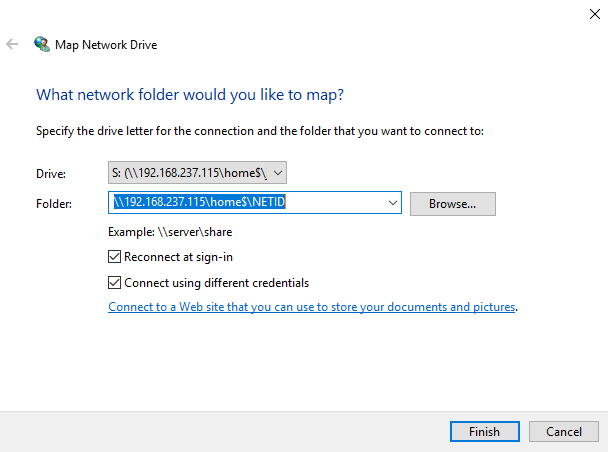 Map Network Drive
What network folder would you like to map?
Specify the drive letter for the connection and the folder that you want to connect to:
Drive: S: (\\192.168.237.115\home$\
Folder: \\192.168.237.115\home$\NETID Browse...
Example: \\server\share
Reconnect at sign-in
Connect using different credentials
Connect to a Web site that you can use to store your documents and pictures.
Finish Cancel